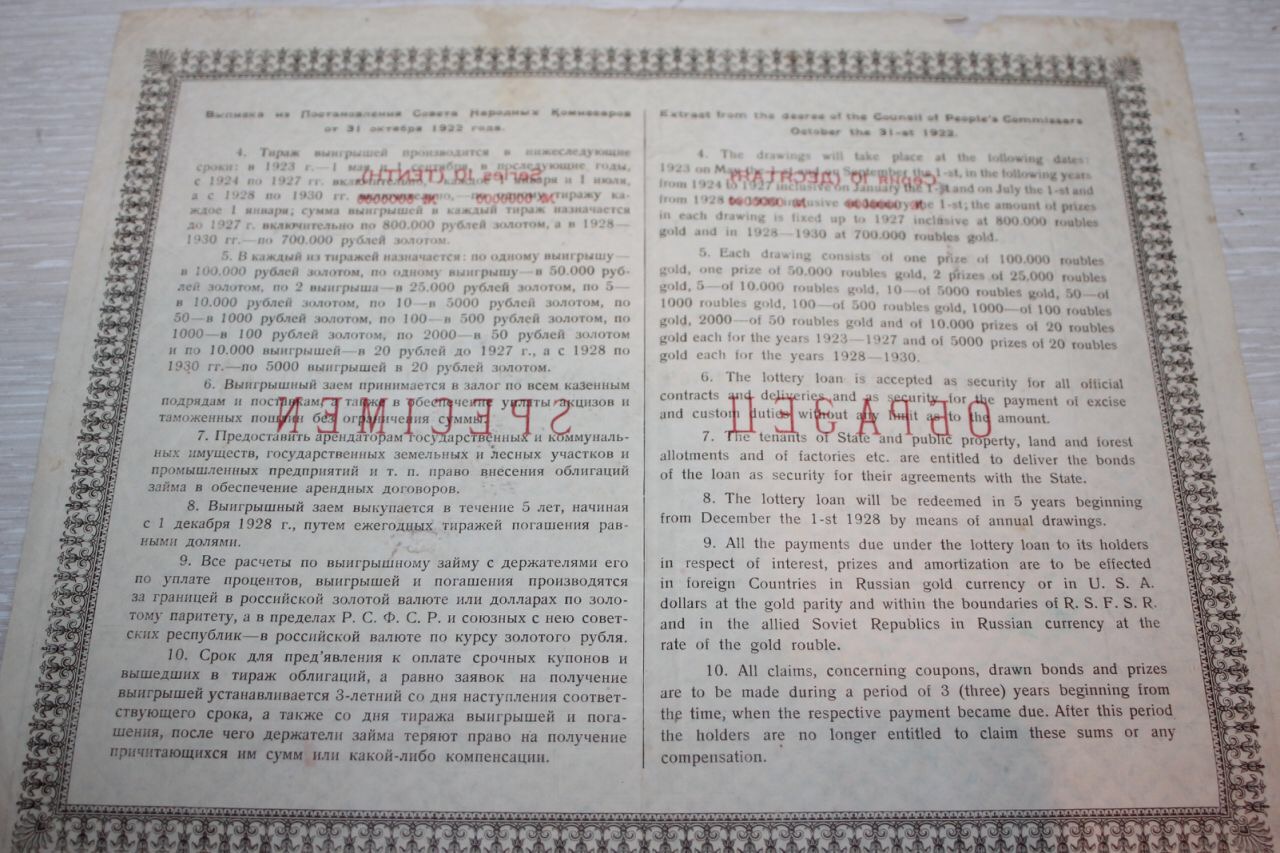 Выписка из Постановления Совета Народных Комиссаров
от 31 октября 1922 года.
4. Тираж выигрышей производится в нижеследующие
сроки: в 1923 г.—1 мая и 1 сентября, в последующие годы,
с 1924 по 1927 гг. включительно, каждое 1 января и 1 июля,
а с 1928 по 1930 гг. по одному тиражу ка-
ждое 1 января; сумма выигрышей в каждый тираж назначается
до 1927 г. включительно по 800.000 рублей золотом, а в 1928—
1930 гг.—по 700.000 рублей золотом.
5. В каждый из тиражей назначается: по одному выигрышу—
в 100.000 рублей золотом, по одному выигрышу—в 50.000 руб-
лей золотом, по 2 выигрыша—в 25.000 рублей золотом, по 5—
в 10.000 рублей золотом, по 10—в 5000 рублей золотом, по
50—в 1000 рублей золотом, по 100—в 500 рублей золотом, по
1000—в 100 рублей золотом, по 2000—в 50 рублей золотом
и по 10.000 выигрышей—в 20 рублей до 1927 г., а с 1928 по
1930 гг.—по 5000 выигрышей в 20 рублей золотом.
6. Выигрышный заем принимается в залог по всем казенным
подрядам и поставкам, а также в обеспечение уплаты акцизов и
таможенных пошлин без ограничения суммы.
7. Предоставить арендаторам государственных и коммуналь-
ных имуществ, государственных земельных и лесных участков и
промышленных предприятий и т. п. право внесения облигаций
займа в обеспечение арендных договоров.
8. Выигрышный заем выкупается в течение 5 лет, начиная
с 1 декабря 1928 г., путем ежегодных тиражей погашения рав-
ными долями.
9. Все расчеты по выигрышному займу с держателями его
по уплате процентов, выигрышей и погашения производятся
за границей в российской золотой валюте или долларах по золо-
тому паритету, а в пределах Р. С. Ф. С. Р. и союзных с нею совет-
ских республик—в российской валюте по курсу золотого рубля.
10. Срок для пред'явления к оплате срочных купонов и
вышедших в тираж облигаций, а равно заявок на получение
выигрышей устанавливается 3-летний со дня наступления соответ-
ствующего срока, а также со дня тиража выигрышей и пога-
шения, после чего держатели займа теряют право на получение
причитающихся им сумм или какой-либо компенсации.
Extract from the decree of the Council of People's Commissars
October the 31-st 1922.
4. The drawings will take place at the following dates:
1923 on May September the 1-st, in the following years
from 1924 to 1927 inclusive on January the 1-st and on July the 1-st and
from 1928 inclusive the 1-st; the amount of prizes
in each drawing is fixed up to 1927 inclusive at 800.000 roubles
gold and in 1928—1930 at 700.000 roubles gold.
5. Each drawing consists of one prize of 100.000 roubles
gold, one prize of 50.000 roubles gold, 2 prizes of 25.000 roubles
gold, 5—of 10.000 roubles gold, 10—of 5000 roubles gold, 50—of
1000 roubles gold, 100—of 500 roubles gold, 1000—of 100 roubles
gold, 2000—of 50 roubles gold and of 10.000 prizes of 20 roubles
gold each for the years 1923—1927 and of 5000 prizes of 20 roubles
gold each for the years 1928—1930.
6. The lottery loan is accepted as security for all official
contracts and deliveries and as security for the payment of excise
and custom duties without any limit as to the amount.
7. The tenants of State and public property, land and forest
allotments and of factories etc. are entitled to deliver the bonds
of the loan as security for their agreements with the State.
8. The lottery loan will be redeemed in 5 years beginning
from December the 1-st 1928 by means of annual drawings.
9. All the payments due under the lottery loan to its holders
in respect of interest, prizes and amortization are to be effected
in foreign Countries in Russian gold currency or in U. S. A.
dollars at the gold parity and within the boundaries of R. S. F. S. R.
and in the allied Soviet Republics in Russian currency at the
rate of the gold rouble.
10. All claims, concerning coupons, drawn bonds and prizes
are to be made during a period of 3 (three) years beginning from
the time, when the respective payment became due. After this period
the holders are no longer entitled to claim these sums or any
compensation.
Series 10 (TENTH)
№ 0000000 № 0000000
Серия 10 (ДЕСЯТАЯ)
№ 0000000 № 0000000
SPECIMEN
ОБРАЗЕЦ